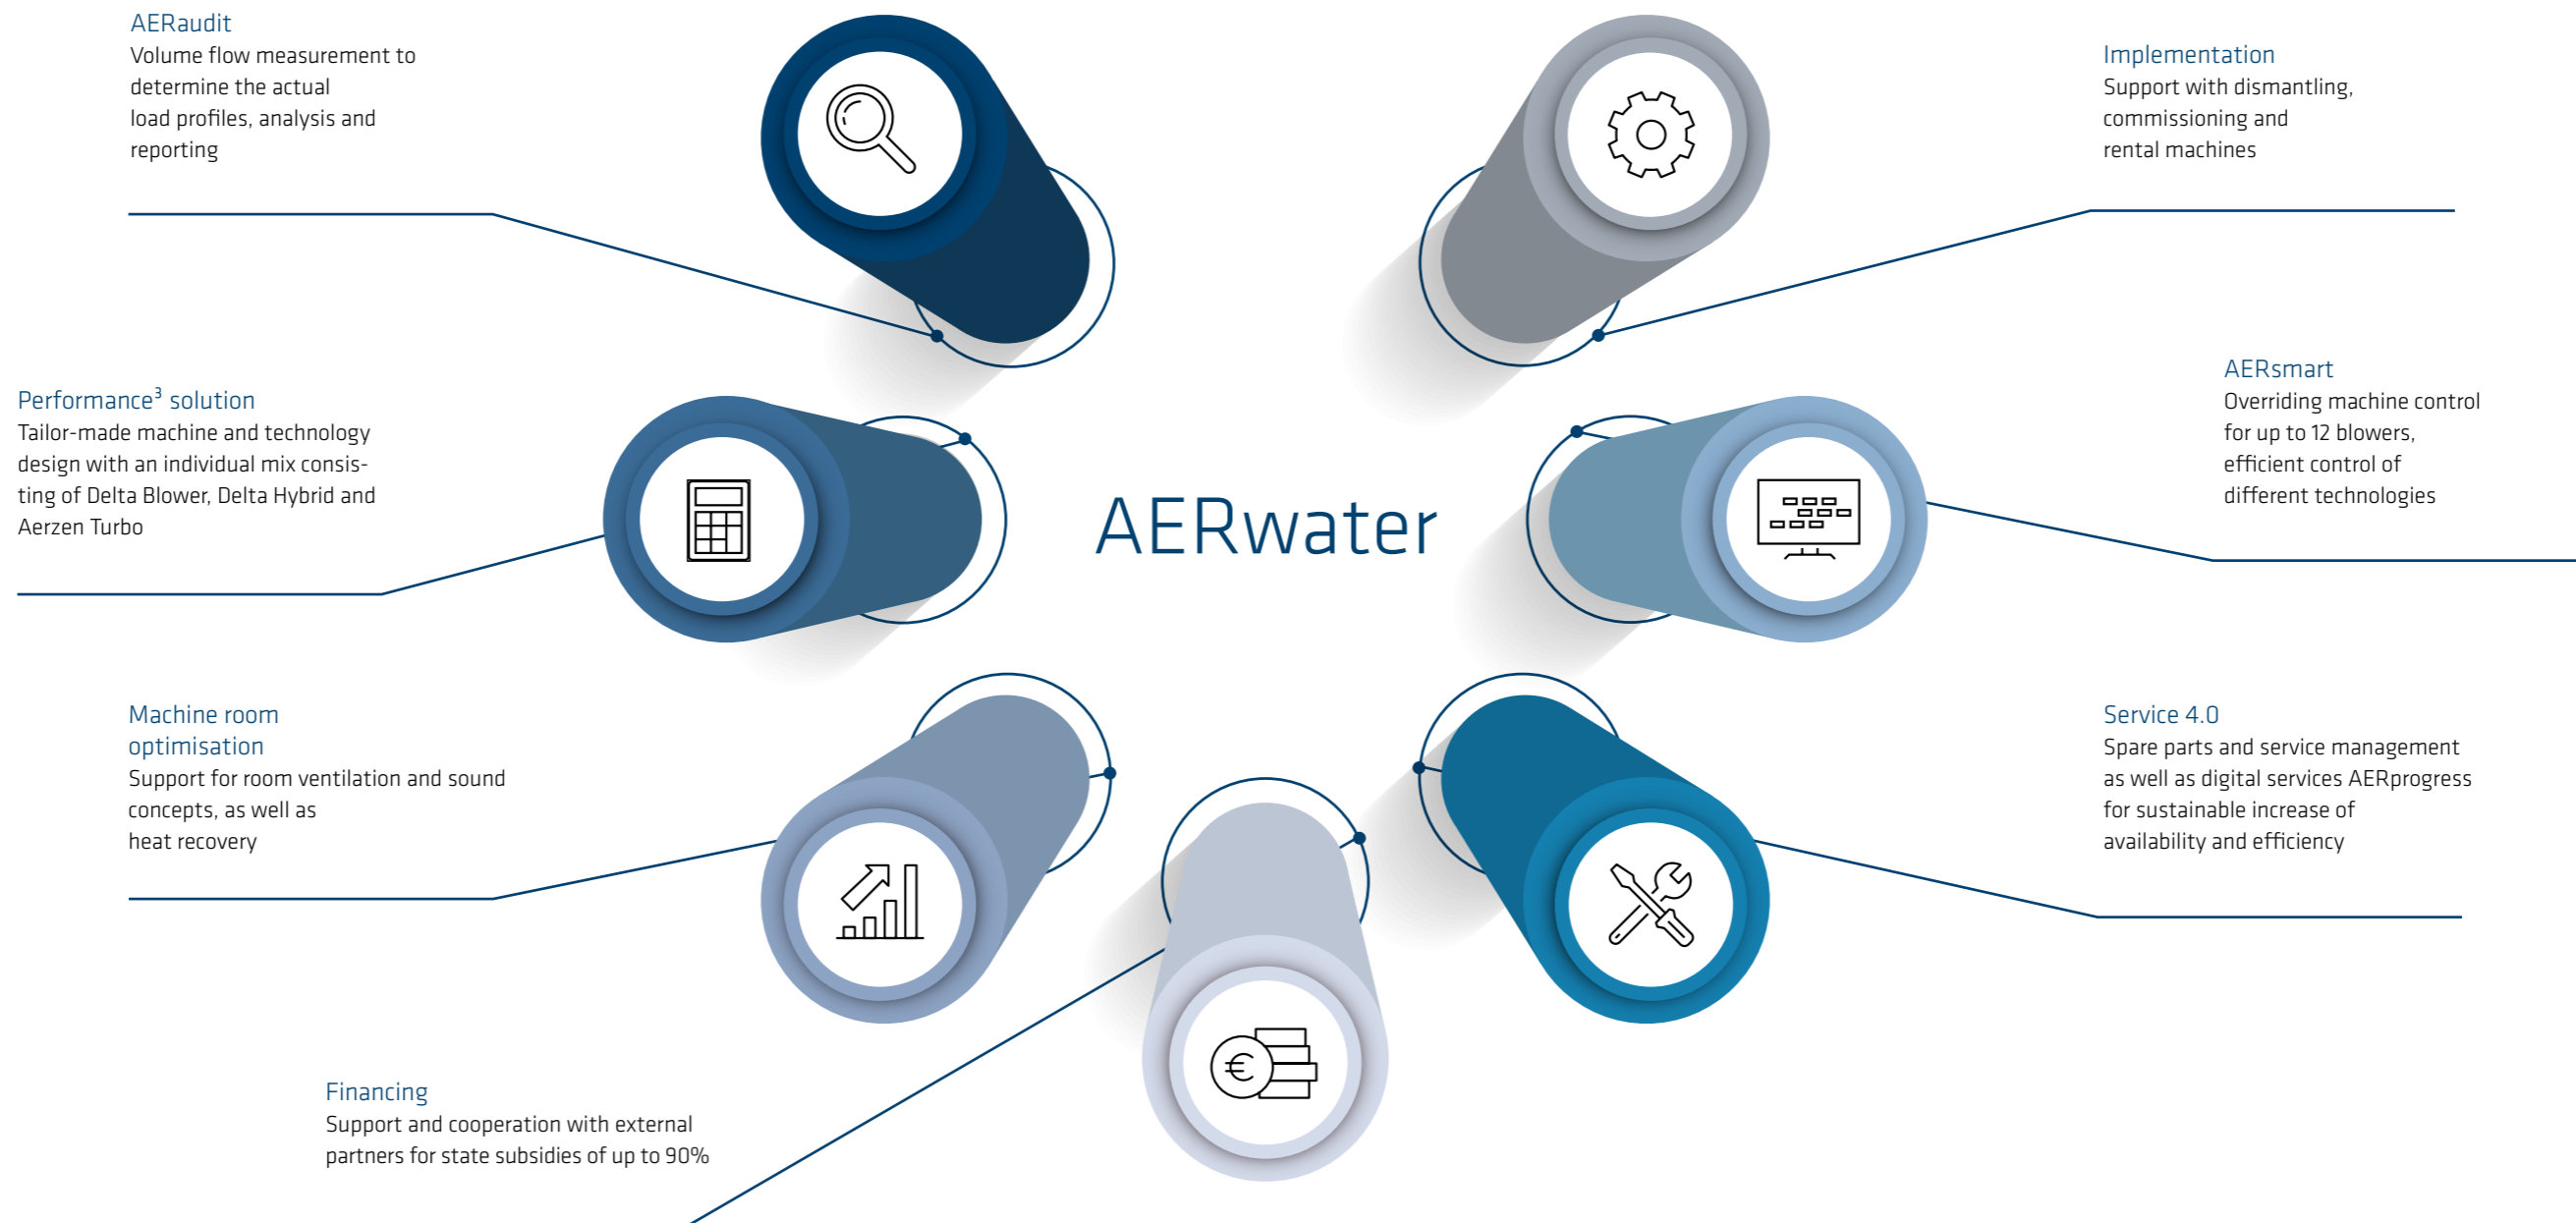 AERaudit
Volume flow measurement to
determine the actual
load profiles, analysis and
reporting
Performance³ solution
Tailor-made machine and technology
design with an individual mix consis-
ting of Delta Blower, Delta Hybrid and
Aerzen Turbo
Machine room
optimisation
Support for room ventilation and sound
concepts, as well as
heat recovery
Financing
Support and cooperation with external
partners for state subsidies of up to 90%
AERwater
€
Implementation
Support with dismantling,
commissioning and
rental machines
AERsmart
Overriding machine control
for up to 12 blowers,
efficient control of
different technologies
Service 4.0
Spare parts and service management
as well as digital services AERprogress
for sustainable increase of
availability and efficiency